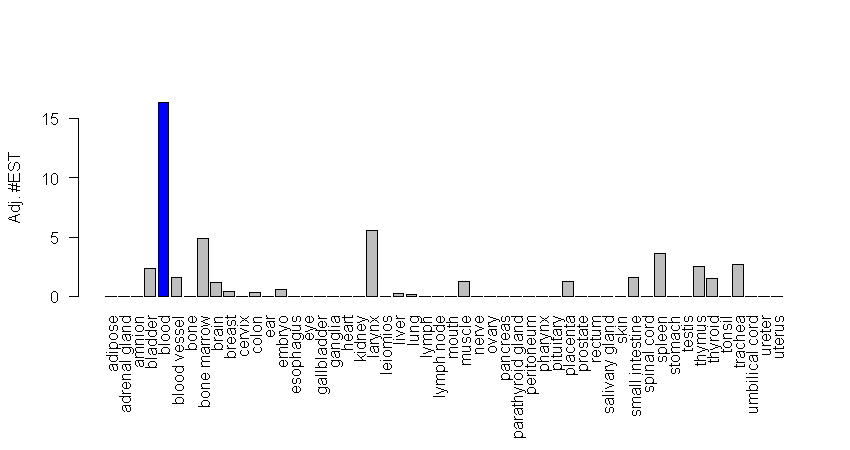 Adj. #EST
15
10
5
0
adipose
adrenal gland
amnion
bladder
blood
blood vessel
bone
bone marrow
brain
breast
cervix
colon
ear
embryo
esophagus
eye
gallbladder
ganglia
heart
kidney
larynx
leiomios
liver
lung
lymph
lymph node
mouth
muscle
nerve
ovary
pancreas
parathyroid gland
peritoneum
pharynx
pituitary
placenta
prostate
rectum
salivary gland
skin
small intestine
spinal cord
spleen
stomach
testis
thymus
thyroid
tonsil
trachea
umbilical cord
ureter
uterus